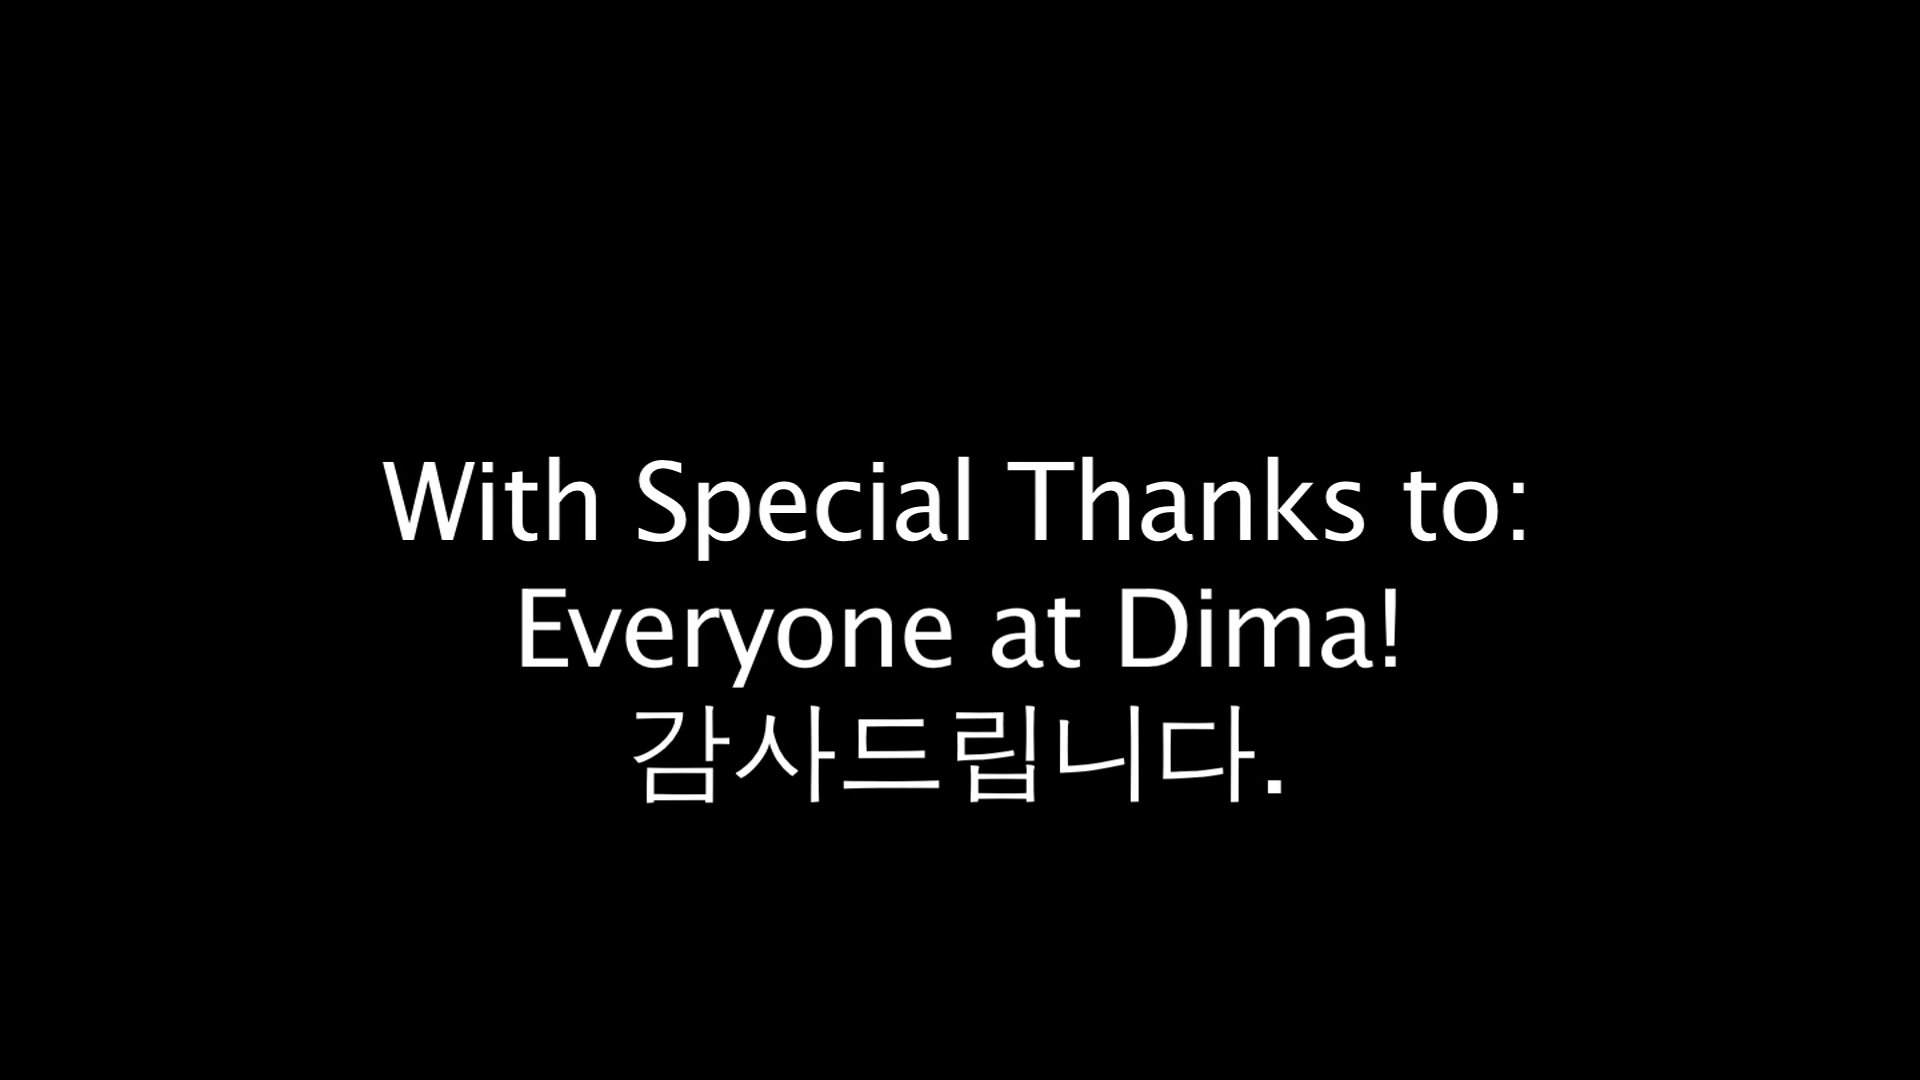 With Special Thanks to:
Everyone at Dima!
감사드립니다.